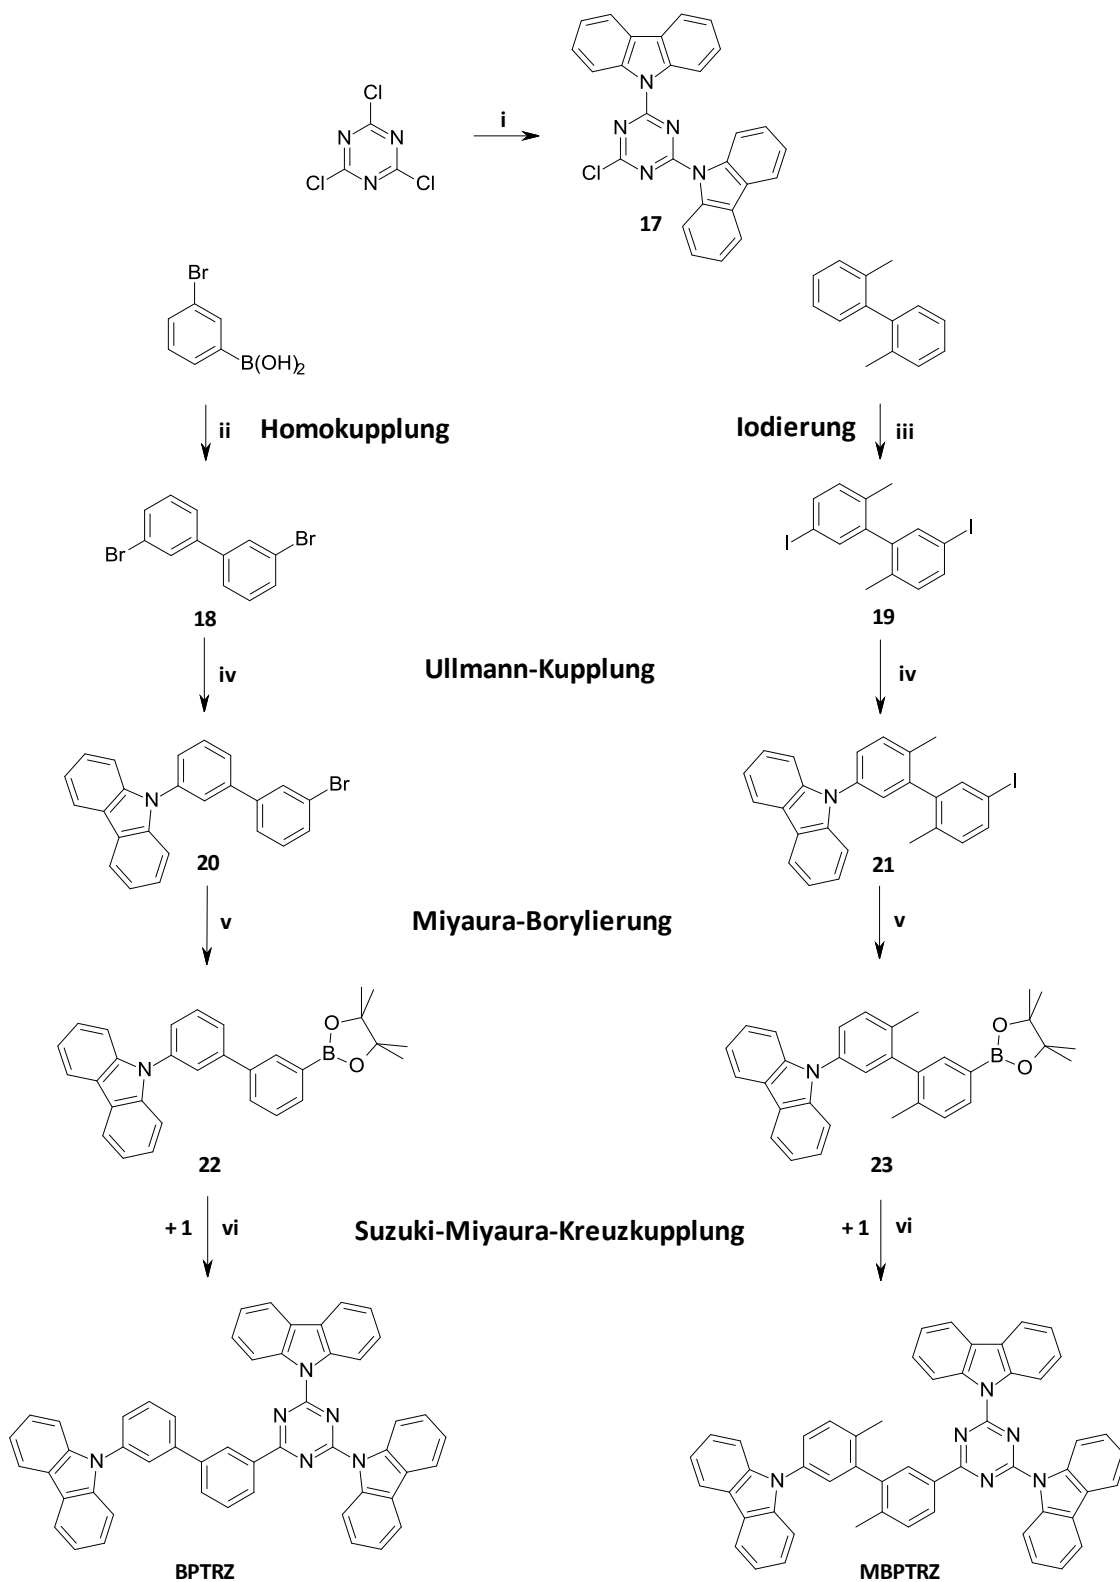 Cl
i
N N
Cl N Cl
N
N N
Cl N N
17
Br
B(OH)2
ii Homokupplung
Iodierung iii
Br Br
18
I I
19
iv Ullmann-Kupplung iv
N Br
20
N I
21
v Miyaura-Borylierung v
N B O O
22
N B O O
23
+ 1 vi Suzuki-Miyaura-Kreuzkupplung + 1 vi
N
N N
N N N
BPTRZ
N
N N
N N N
MBPTRZ